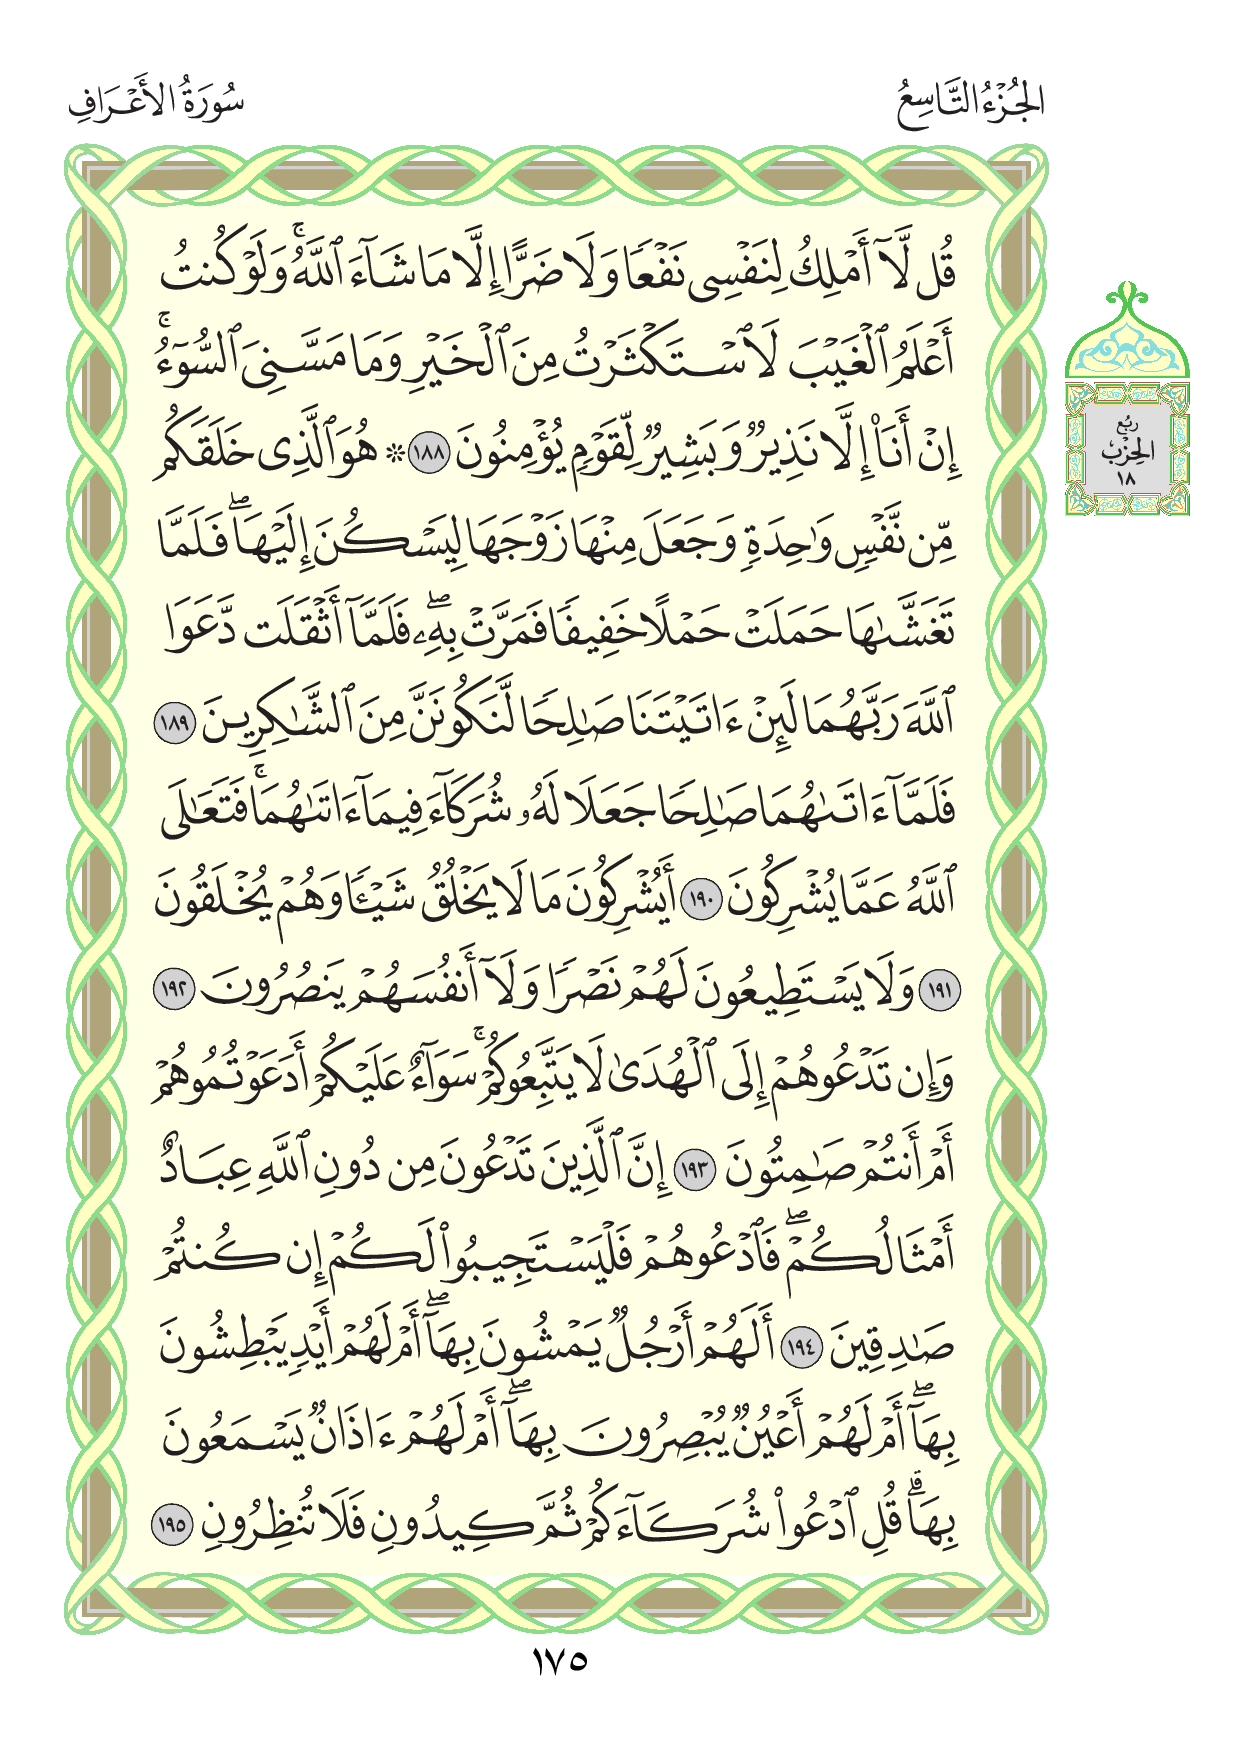 الجُزْءُ التَّاسِعُ
سُورَةُ الأَعْرَافِ
قُل لَّآ أَمْلِكُ لِنَفْسِى نَفْعًا وَلَا ضَرًّا إِلَّا مَا شَآءَ ٱللَّهُۚ وَلَوْ كُنتُ
أَعْلَمُ ٱلْغَيْبَ لَٱسْتَكْثَرْتُ مِنَ ٱلْخَيْرِ وَمَا مَسَّنِىَ ٱلسُّوٓءُۚ
إِنْ أَنَا۠ إِلَّا نَذِيرٌ وَبَشِيرٌ لِّقَوْمٍ يُؤْمِنُونَ ١٨٨ ۞ هُوَ ٱلَّذِى خَلَقَكُم
مِّن نَّفْسٍ وَٰحِدَةٍ وَجَعَلَ مِنْهَا زَوْجَهَا لِيَسْكُنَ إِلَيْهَاۖ فَلَمَّا
تَغَشَّىٰهَا حَمَلَتْ حَمْلًا خَفِيفًا فَمَرَّتْ بِهِۦۖ فَلَمَّآ أَثْقَلَت دَّعَوَا
ٱللَّهَ رَبَّهُمَا لَئِنْ ءَاتَيْتَنَا صَٰلِحًا لَّنَكُونَنَّ مِنَ ٱلشَّٰكِرِينَ ١٨٩
فَلَمَّآ ءَاتَىٰهُمَا صَٰلِحًا جَعَلَا لَهُۥ شُرَكَآءَ فِيمَآ ءَاتَىٰهُمَاۚ فَتَعَٰلَى
ٱللَّهُ عَمَّا يُشْرِكُونَ ١٩٠ أَيُشْرِكُونَ مَا لَا يَخْلُقُ شَيْـًٔا وَهُمْ يُخْلَقُونَ
١٩١ وَلَا يَسْتَطِيعُونَ لَهُمْ نَصْرًا وَلَآ أَنفُسَهُمْ يَنصُرُونَ ١٩٢
وَإِن تَدْعُوهُمْ إِلَى ٱلْهُدَىٰ لَا يَتَّبِعُوكُمْۚ سَوَآءٌ عَلَيْكُمْ أَدَعَوْتُمُوهُمْ
أَمْ أَنتُمْ صَٰمِتُونَ ١٩٣ إِنَّ ٱلَّذِينَ تَدْعُونَ مِن دُونِ ٱللَّهِ عِبَادٌ
أَمْثَالُكُمْۖ فَٱدْعُوهُمْ فَلْيَسْتَجِيبُوا۟ لَكُمْ إِن كُنتُمْ
صَٰدِقِينَ ١٩٤ أَلَهُمْ أَرْجُلٌ يَمْشُونَ بِهَآۖ أَمْ لَهُمْ أَيْدٍ يَبْطِشُونَ
بِهَآۖ أَمْ لَهُمْ أَعْيُنٌ يُبْصِرُونَ بِهَآۖ أَمْ لَهُمْ ءَاذَانٌ يَسْمَعُونَ
بِهَاۗ قُلِ ٱدْعُوا۟ شُرَكَآءَكُمْ ثُمَّ كِيدُونِ فَلَا تُنظِرُونِ ١٩٥
رُبُع
الحِزْبُ
١٨
١٧٥